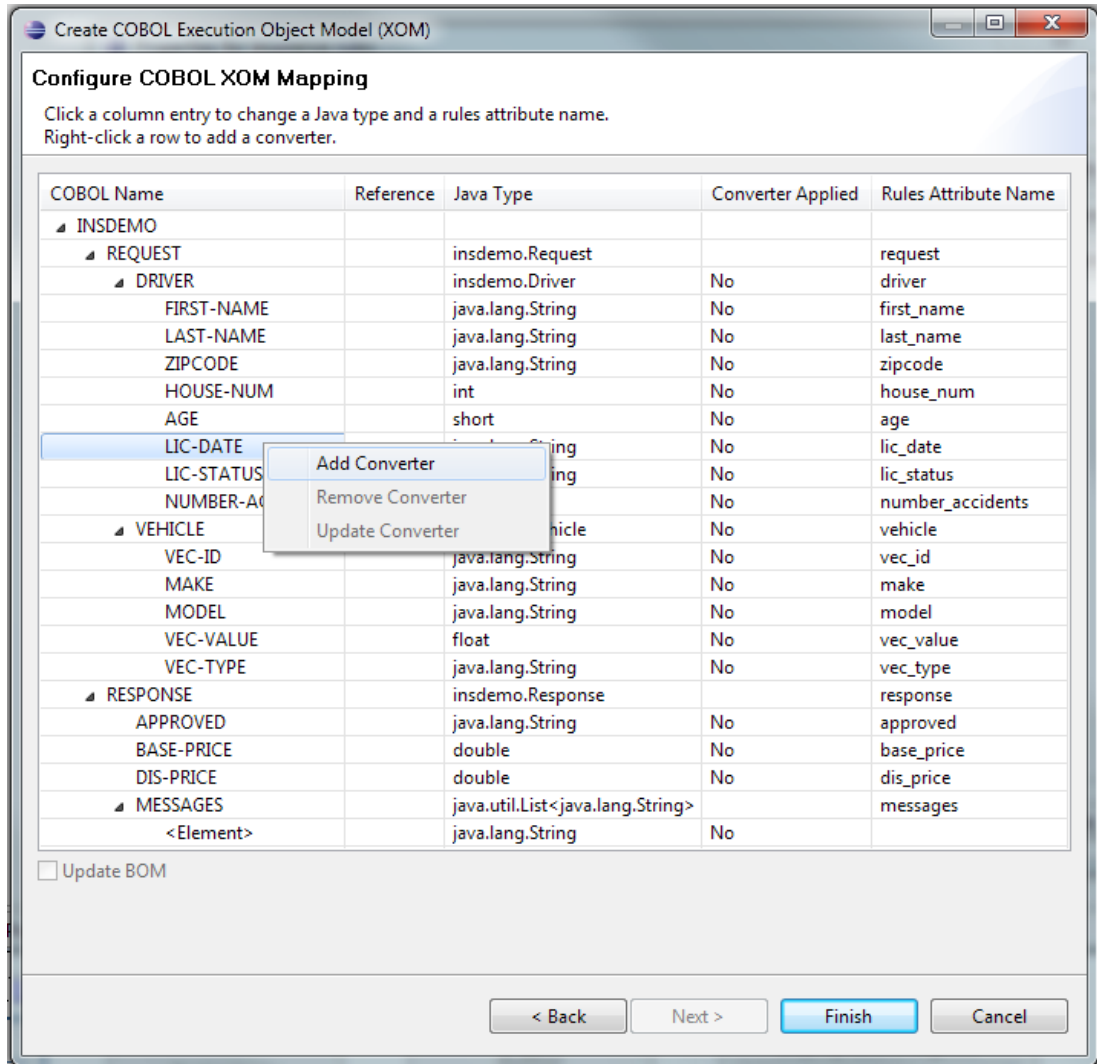 Create COBOL Execution Object Model (XOM)
Configure COBOL XOM Mapping
Click a column entry to change a Java type and a rules attribute name.
Right-click a row to add a converter.
COBOL Name Reference Java Type Converter Applied Rules Attribute Name
INSDEMO
REQUEST insdemo.Request request
DRIVER insdemo.Driver No driver
FIRST-NAME java.lang.String No first_name
LAST-NAME java.lang.String No last_name
ZIPCODE java.lang.String No zipcode
HOUSE-NUM int No house_num
AGE short No age
LIC-DATE No lic_date
Add Converter
LIC-STATUS No lic_status
Remove Converter
No number_accidents
Update Converter
VEHICLE No vehicle
VEC-ID java.lang.String No vec_id
MAKE java.lang.String No make
MODEL java.lang.String No model
VEC-VALUE float No vec_value
VEC-TYPE java.lang.String No vec_type
RESPONSE insdemo.Response response
APPROVED java.lang.String No approved
BASE-PRICE double No base_price
DIS-PRICE double No dis_price
MESSAGES java.util.List<java.lang.String> messages
<Element> java.lang.String No
Update BOM
< Back Next > Finish Cancel